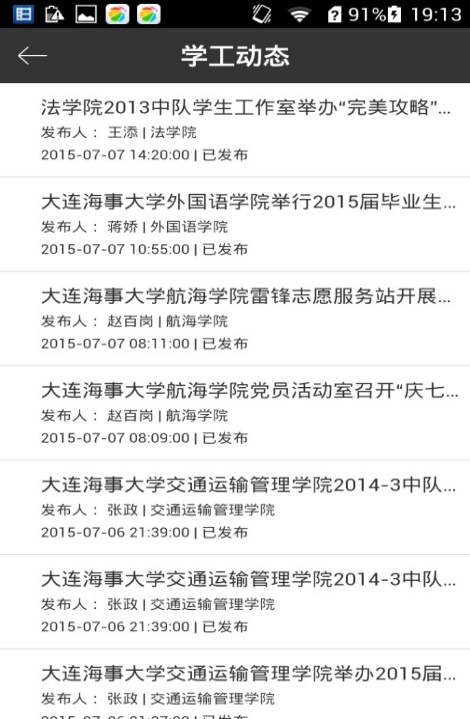 91% 19:13
学工动态
法学院2013中队学生工作室举办“完美攻略”...
发布人： 王添 | 法学院
2015-07-07 14:20:00 | 已发布
大连海事大学外国语学院举行2015届毕业生...
发布人： 蒋娇 | 外国语学院
2015-07-07 10:55:00 | 已发布
大连海事大学航海学院雷锋志愿服务站开展...
发布人： 赵百岗 | 航海学院
2015-07-07 08:11:00 | 已发布
大连海事大学航海学院党员活动室召开“庆七...
发布人： 赵百岗 | 航海学院
2015-07-07 08:09:00 | 已发布
大连海事大学交通运输管理学院2014-3中队...
发布人： 张政 | 交通运输管理学院
2015-07-06 21:39:00 | 已发布
大连海事大学交通运输管理学院2014-3中队...
发布人： 张政 | 交通运输管理学院
2015-07-06 21:39:00 | 已发布
大连海事大学交通运输管理学院举办2015届...
发布人： 张政 | 交通运输管理学院